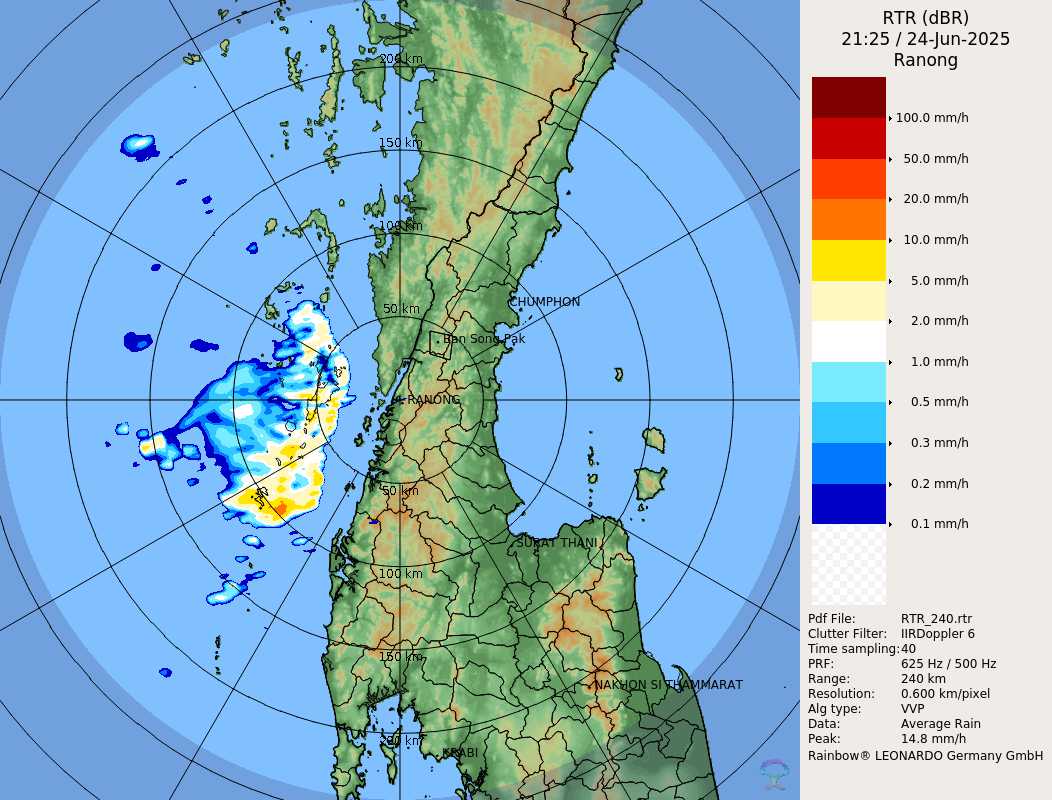 RTR (dBR)
21:25 / 24-Jun-2025
Ranong
100.0 mm/h
50.0 mm/h
20.0 mm/h
10.0 mm/h
5.0 mm/h
2.0 mm/h
1.0 mm/h
0.5 mm/h
0.3 mm/h
0.2 mm/h
0.1 mm/h
Pdf File: RTR_240.rtr
Clutter Filter: IIRDoppler 6
Time sampling: 40
PRF: 625 Hz / 500 Hz
Range: 240 km
Resolution: 0.600 km/pixel
Alg type: VVP
Data: Average Rain
Peak: 14.8 mm/h
Rainbow® LEONARDO Germany GmbH
200 km
150 km
100 km
50 km
CHUMPHON
Ban Song Pak
RANONG
50 km
SURAT THANI
100 km
150 km
NAKHON SI THAMMARAT
200 km
KRABI